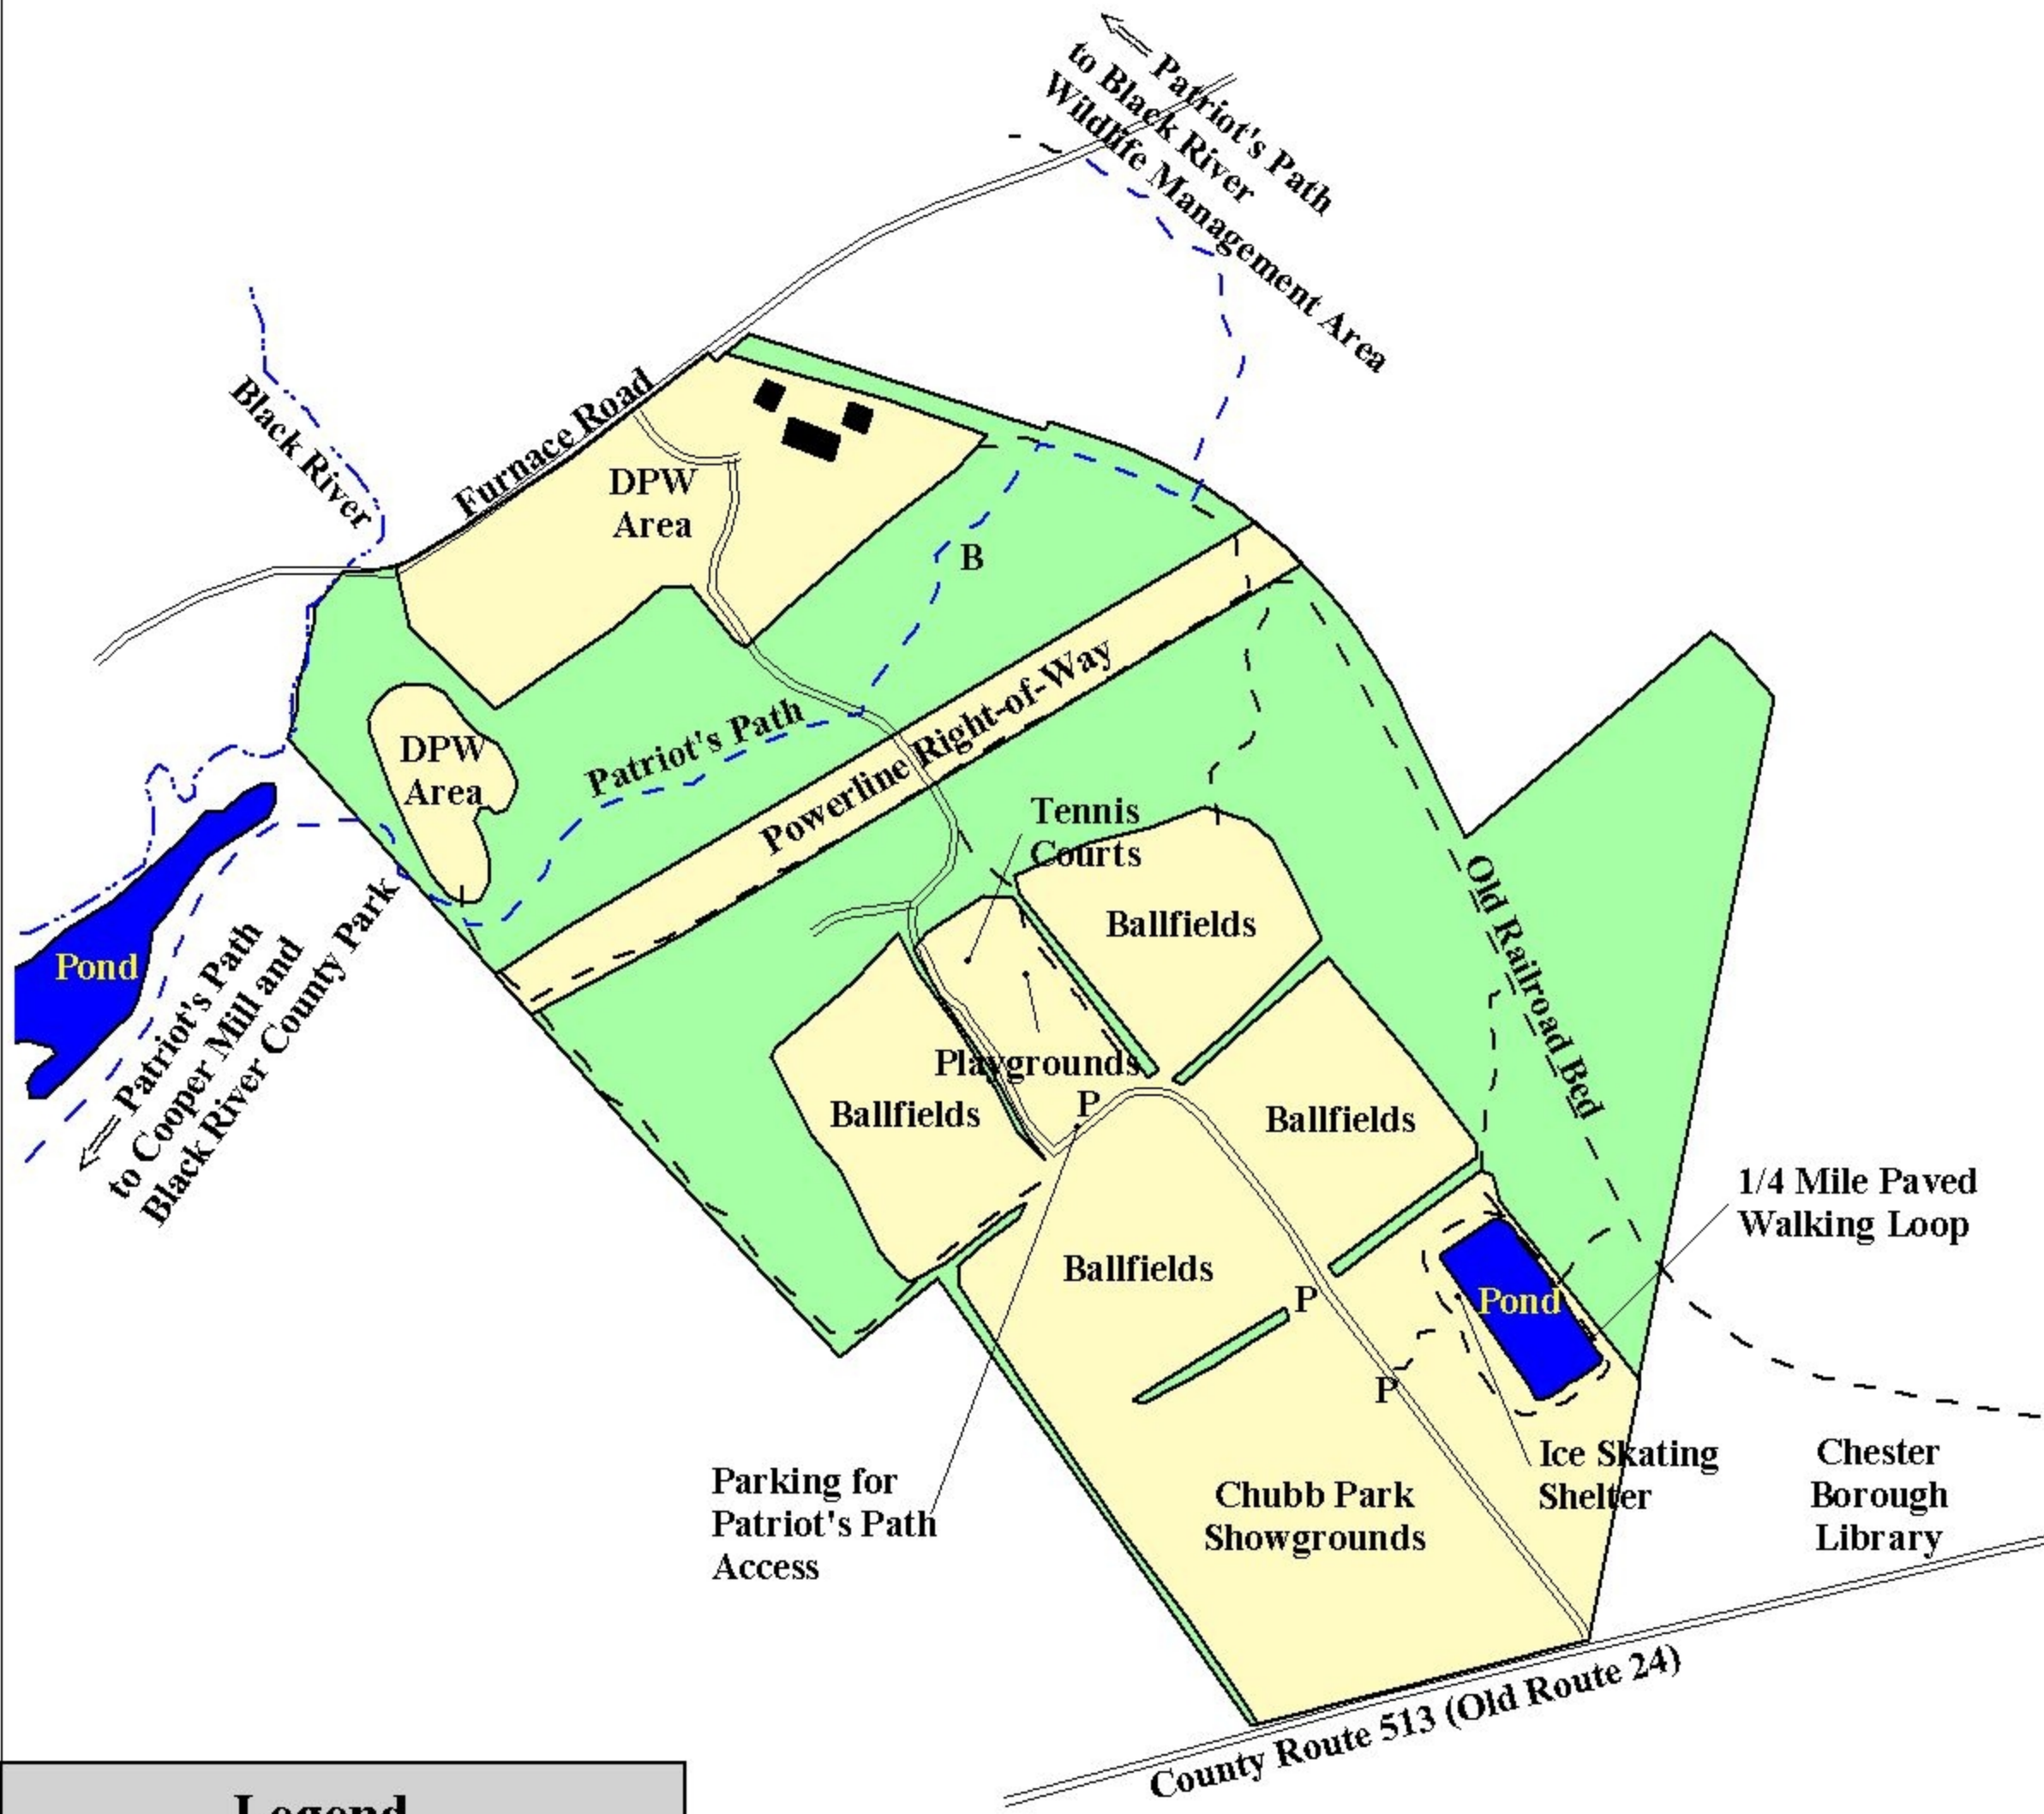 Patriot's Path
to Black River
Wildlife Management Area
Black River
Furnace Road
DPW
Area
B
DPW
Area
Patriot's Path
Powerline Right-of-Way
Tennis
Courts
Ballfields
Old Railroad Bed
Pond
Patriot's Path
to Cooper Mill and
Black River County Park
Playgrounds
P
Ballfields
Ballfields
1/4 Mile Paved
Walking Loop
Ballfields
P
Pond
P
Parking for
Patriot's Path
Access
Chubb Park
Showgrounds
Ice Skating
Shelter
Chester
Borough
Library
County Route 513 (Old Route 24)
Legend